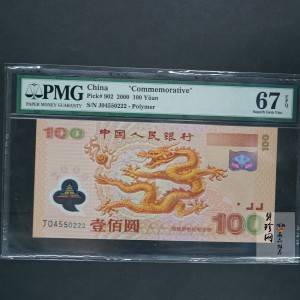 PMG
PAPER MONEY GUARANTY
China "Commemorative"
Pick# 902 2000 100 Yüan
S/N J04550222 - Polymer
67 EPQ
Superb Gem Unc
100 中国人民银行 100
J04550222
壹佰圆
100